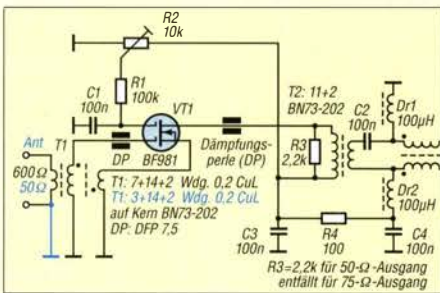 R2
10k
R1
100k
C1
100n
VT1
Ant
T1
600Ω
50Ω
DP
BF981
Dämpfungs-
perle (DP)
T1: 7+14+2 Wdg. 0,2 CuL
T1: 3+14+2 Wdg. 0,2 CuL
auf Kern BN73-202
DP: DFP 7,5
T2: 11+2
BN73-202
C2
100n
Dr1
100µH
R3
2,2k
Dr2
100µH
C3
100n
R4
100
C4
100n
R3=2,2k für 50-Ω-Ausgang
entfällt für 75-Ω-Ausgang